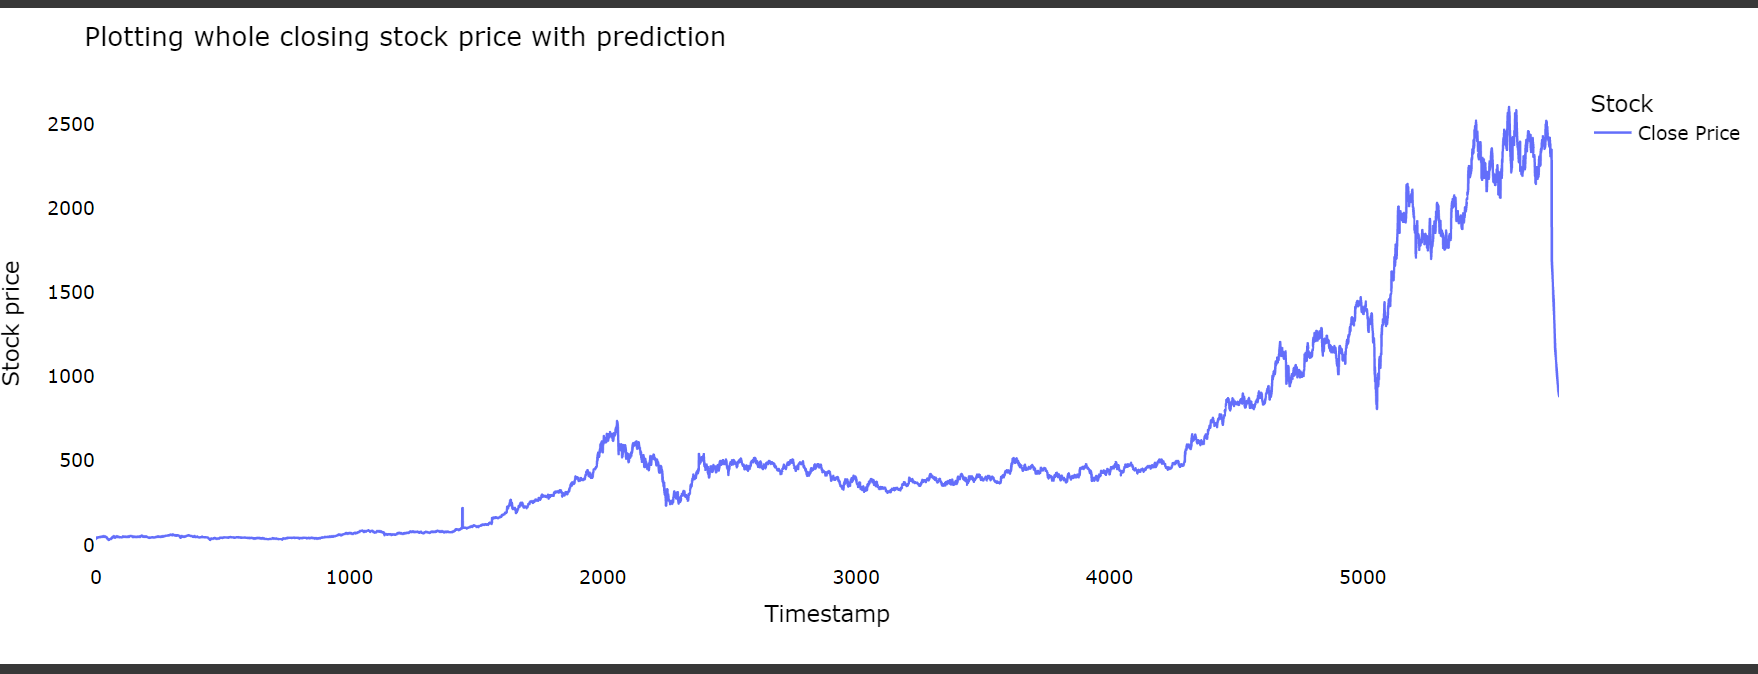 Plotting whole closing stock price with prediction
Stock
Close Price
Stock price
2500
2000
1500
1000
500
0
0 1000 2000 3000 4000 5000
Timestamp